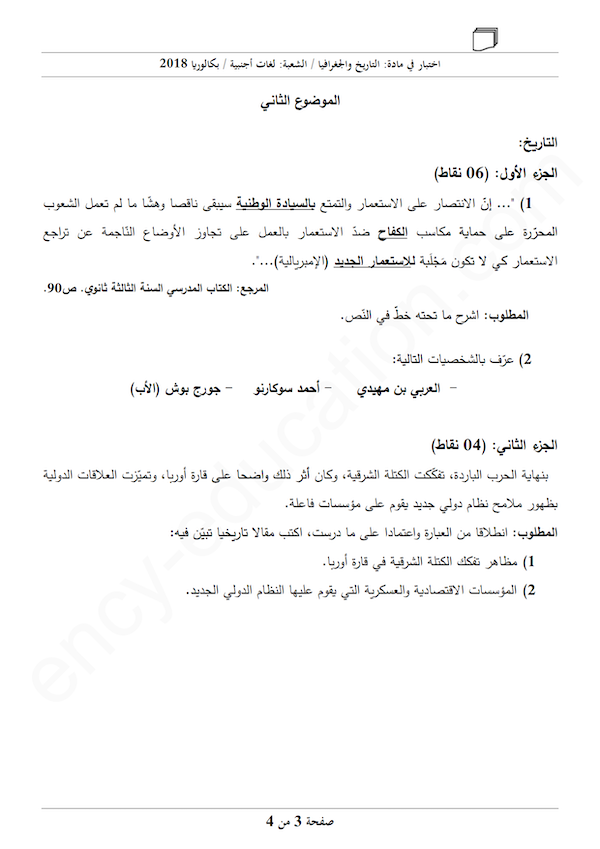 اختبار في مادة: التاريخ والجغرافيا / الشعبة: لغات أجنبية / بكالوريا 2018
الموضوع الثاني
التاريخ:
الجزء الأول: (06 نقاط)
1) "... إنّ الانتصار على الاستعمار والتمتع بالسيادة الوطنية سيبقى ناقصا وهشّا ما لم تعمل الشعوب
المحرّرة على حماية مكاسب الكفاح ضدّ الاستعمار بالعمل على تجاوز الأوضاع النّاجمة عن تراجع
الاستعمار كي لا تكون مَجْلَبة للاستعمار الجديد (الإمبريالية)...".
المرجع: الكتاب المدرسي السنة الثالثة ثانوي. ص90.
المطلوب: اشرح ما تحته خطّ في النّص.
2) عرّف بالشخصيات التالية:
- العربي بن مهيدي - أحمد سوكارنو - جورج بوش (الأب)
الجزء الثاني: (04 نقاط)
بنهاية الحرب الباردة، تفكّكت الكتلة الشرقية، وكان أثر ذلك واضحا على قارة أوربا، وتميّزت العلاقات الدولية
بظهور ملامح نظام دولي جديد يقوم على مؤسسات فاعلة.
المطلوب: انطلاقا من العبارة واعتمادا على ما درست، اكتب مقالا تاريخيا تبيّن فيه:
1) مظاهر تفكك الكتلة الشرقية في قارة أوربا.
2) المؤسسات الاقتصادية والعسكرية التي يقوم عليها النظام الدولي الجديد.
ency-education.com
صفحة 3 من 4